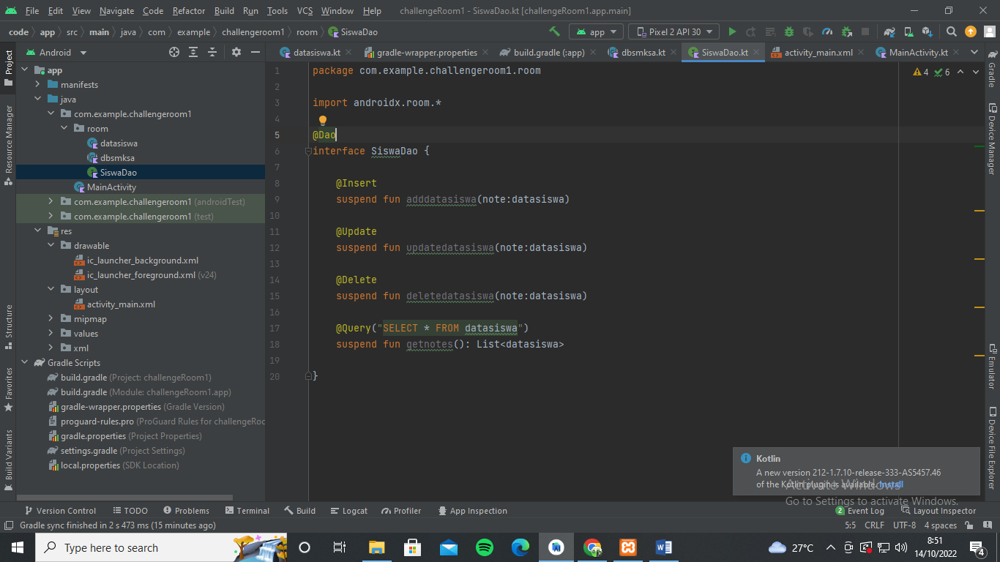 File Edit View Navigate Code Refactor Build Run Tools VCS Window Help challengeRoom1 - SiswaDao.kt [challengeRoom1.app.main]
code app src main java com example challengeroom1 room SiswaDao app Pixel 2 API 30
Project
Resource Manager
Structure
Favorites
Build Variants
Android
app
manifests
java
com.example.challengeroom1
room
datasiswa
dbsmksa
SiswaDao
MainActivity
com.example.challengeroom1 (androidTest)
com.example.challengeroom1 (test)
res
drawable
ic_launcher_background.xml
ic_launcher_foreground.xml (v24)
layout
activity_main.xml
mipmap
values
xml
Gradle Scripts
build.gradle (Project: challengeRoom1)
build.gradle (Module: challengeRoom1.app)
gradle-wrapper.properties (Gradle Version)
proguard-rules.pro (ProGuard Rules for challengeRoo
gradle.properties (Project Properties)
settings.gradle (Project Settings)
local.properties (SDK Location)
datasiswa.kt gradle-wrapper.properties build.gradle (:app) dbsmksa.kt SiswaDao.kt activity_main.xml MainActivity.kt
4 6
1 package com.example.challengeroom1.room
2
3 import androidx.room.*
4
5 @Dao
6 interface SiswaDao {
7
8 @Insert
9 suspend fun adddatasiswa(note:datasiswa)
10
11 @Update
12 suspend fun updatedatasiswa(note:datasiswa)
13
14 @Delete
15 suspend fun deletedatasiswa(note:datasiswa)
16
17 @Query("SELECT * FROM datasiswa")
18 suspend fun getnotes(): List<datasiswa>
19
20 }
Gradle
Device Manager
Emulator
Device File Explorer
Kotlin
A new version 212-1.7.10-release-333-AS5457.46
of the Kotlin plugin is available. Install
Activate Windows
Go to Settings to activate Windows.
Version Control TODO Problems Terminal Build Logcat Profiler App Inspection 2 Event Log Layout Inspector
Gradle sync finished in 2 s 473 ms (15 minutes ago) 5:5 CRLF UTF-8 4 spaces
Type here to search 27°C 8:51
14/10/2022 4